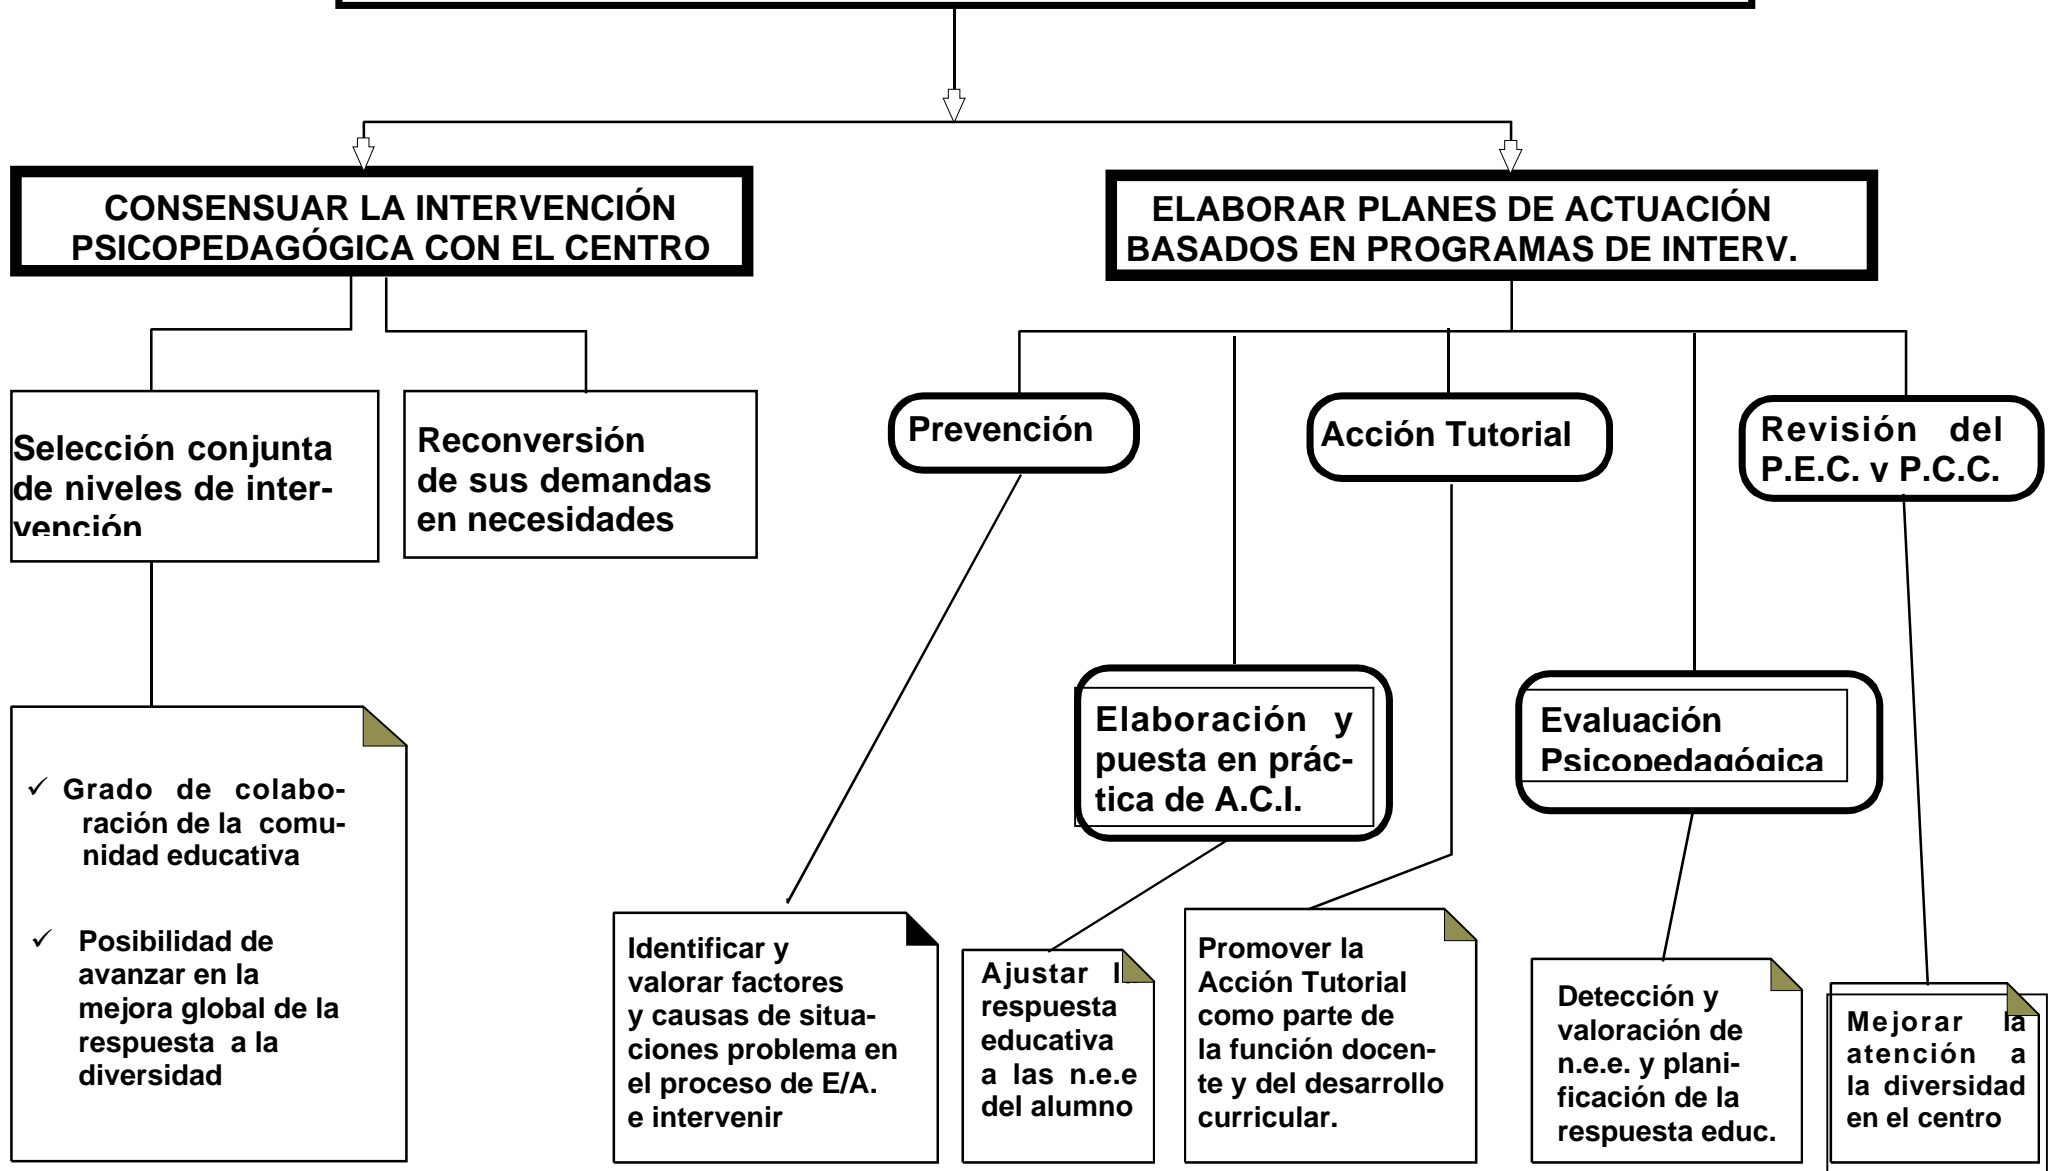 CONSENSUAR LA INTERVENCIÓN
PSICOPEDAGÓGICA CON EL CENTRO
ELABORAR PLANES DE ACTUACIÓN
BASADOS EN PROGRAMAS DE INTERV.
Selección conjunta
de niveles de inter-
vención
Reconversión
de sus demandas
en necesidades
Prevención
Acción Tutorial
Revisión del
P.E.C. y P.C.C.
Elaboración y
puesta en prác-
tica de A.C.I.
Evaluación
Psicopedagógica
✓ Grado de colabo-
ración de la comu-
nidad educativa
✓ Posibilidad de
avanzar en la
mejora global de la
respuesta a la
diversidad
Identificar y
valorar factores
y causas de situa-
ciones problema en
el proceso de E/A.
e intervenir
Ajustar la
respuesta
educativa
a las n.e.e
del alumno
Promover la
Acción Tutorial
como parte de
la función docen-
te y del desarrollo
curricular.
Detección y
valoración de
n.e.e. y plani-
ficación de la
respuesta educ.
Mejorar la
atención a
la diversidad
en el centro